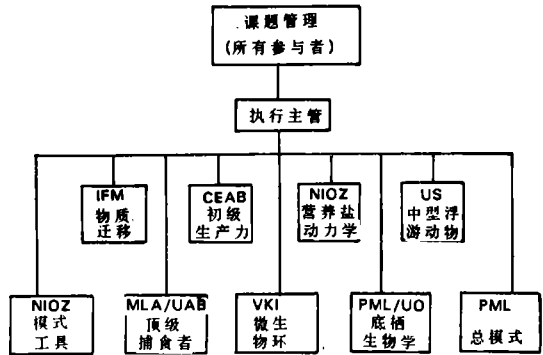 课题管理
(所有参与者)
执行主管
IFM
物质
迁移
CEAB
初级
生产力
NIOZ
营养盐
动力学
US
中型浮
游动物
NIOZ
模式
工具
MLA/UAB
顶级
捕食者
VKI
微生
物环
PML/UO
底栖
生物学
PML
总模式